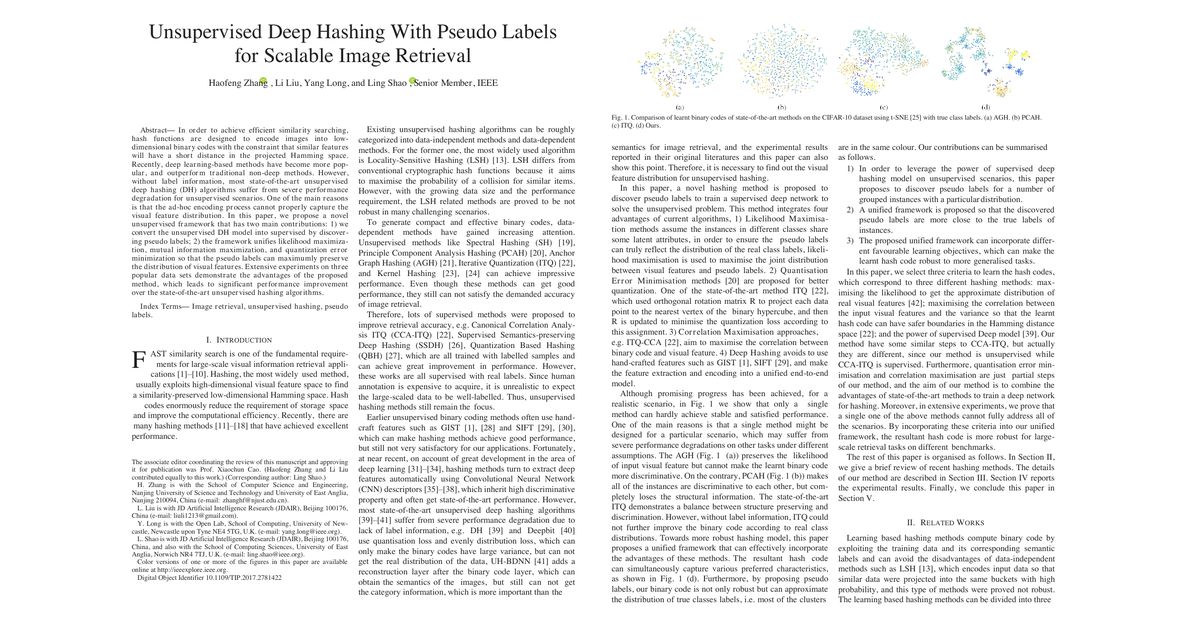 Unsupervised Deep Hashing With Pseudo Labels
for Scalable Image Retrieval
Haofeng Zhang , Li Liu, Yang Long, and Ling Shao , Senior Member, IEEE
Abstract— In order to achieve efficient similarity searching,
hash functions are designed to encode images into low-
dimensional binary codes with the constraint that similar features
will have a short distance in the projected Hamming space.
Recently, deep learning-based methods have become more pop-
ular, and outperform traditional non-deep methods. However,
without label information, most state-of-the-art unsupervised
deep hashing (DH) algorithms suffer from severe performance
degradation for unsupervised scenarios. One of the main reasons
is that the ad-hoc encoding process cannot properly capture the
visual feature distribution. In this paper, we propose a novel
unsupervised framework that has two main contributions: 1) we
convert the unsupervised DH model into supervised by discover-
ing pseudo labels; 2) the framework unifies likelihood maximiza-
tion, mutual information maximization, and quantization error
minimization so that the pseudo labels can maximumly preserve
the distribution of visual features. Extensive experiments on three
popular data sets demonstrate the advantages of the proposed
method, which leads to significant performance improvement
over the state-of-the-art unsupervised hashing algorithms.
Index Terms— Image retrieval, unsupervised hashing, pseudo
labels.
I. INTRODUCTION
FAST similarity search is one of the fundamental require-
ments for large-scale visual information retrieval appli-
cations [1]–[10]. Hashing, the most widely used method,
usually exploits high-dimensional visual feature space to find
a similarity-preserved low-dimensional Hamming space. Hash
codes enormously reduce the requirement of storage space
and improve the computational efficiency. Recently, there are
many hashing methods [11]–[18] that have achieved excellent
performance.
The associate editor coordinating the review of this manuscript and approving
it for publication was Prof. Xiaochun Cao. (Haofeng Zhang and Li Liu
contributed equally to this work.) (Corresponding author: Ling Shao.)
H. Zhang is with the School of Computer Science and Engineering,
Nanjing University of Science and Technology and University of East Anglia,
Nanjing 210094, China (e-mail: zhanghf@njust.edu.cn).
L. Liu is with JD Artificial Intelligence Research (JDAIR), Beijing 100176,
China (e-mail: liuli1213@gmail.com).
Y. Long is with the Open Lab, School of Computing, University of New-
castle, Newcastle upon Tyne NE4 5TG, U.K. (e-mail: yang.long@ieee.org).
L. Shao is with JD Artificial Intelligence Research (JDAIR), Beijing 100176,
China, and also with the School of Computing Sciences, University of East
Anglia, Norwich NR4 7TJ, U.K. (e-mail: ling.shao@ieee.org).
Color versions of one or more of the figures in this paper are available
online at http://ieeexplore.ieee.org.
Digital Object Identifier 10.1109/TIP.2017.2781422
Existing unsupervised hashing algorithms can be roughly
categorized into data-independent methods and data-dependent
methods. For the former one, the most widely used algorithm
is Locality-Sensitive Hashing (LSH) [13]. LSH differs from
conventional cryptographic hash functions because it aims
to maximise the probability of a collision for similar items.
However, with the growing data size and the performance
requirement, the LSH related methods are proved to be not
robust in many challenging scenarios.
To generate compact and effective binary codes, data-
dependent methods have gained increasing attention.
Unsupervised methods like Spectral Hashing (SH) [19],
Principle Component Analysis Hashing (PCAH) [20], Anchor
Graph Hashing (AGH) [21], Iterative Quantization (ITQ) [22],
and Kernel Hashing [23], [24] can achieve impressive
performance. Even though these methods can get good
performance, they still can not satisfy the demanded accuracy
of image retrieval.
Therefore, lots of supervised methods were proposed to
improve retrieval accuracy, e.g. Canonical Correlation Analy-
sis ITQ (CCA-ITQ) [22], Supervised Semantics-preserving
Deep Hashing (SSDH) [26], Quantization Based Hashing
(QBH) [27], which are all trained with labelled samples and
can achieve great improvement in performance. However,
these works are all supervised with real labels. Since human
annotation is expensive to acquire, it is unrealistic to expect
the large-scaled data to be well-labelled. Thus, unsupervised
hashing methods still remain the focus.
Earlier unsupervised binary coding methods often use hand-
craft features such as GIST [1], [28] and SIFT [29], [30],
which can make hashing methods achieve good performance,
but still not very satisfactory for our applications. Fortunately,
at near recent, on account of great development in the area of
deep learning [31]–[34], hashing methods turn to extract deep
features automatically using Convolutional Neural Network
(CNN) descriptors [35]–[38], which inherit high discriminative
property and often get state-of-the-art performance. However,
most state-of-the-art unsupervised deep hashing algorithms
[39]–[41] suffer from severe performance degradation due to
lack of label information, e.g. DH [39] and Deepbit [40]
use quantisation loss and evenly distribution loss, which can
only make the binary codes have large variance, but can not
get the real distribution of the data, UH-BDNN [41] adds a
reconstruction layer after the binary code layer, which can
obtain the semantics of the images, but still can not get
the category information, which is more important than the
(a) (b) (c) (d)
Fig. 1. Comparison of learnt binary codes of state-of-the-art methods on the CIFAR-10 dataset using t-SNE [25] with true class labels. (a) AGH. (b) PCAH.
(c) ITQ. (d) Ours.
semantics for image retrieval, and the experimental results
reported in their original literatures and this paper can also
show this point. Therefore, it is necessary to find out the visual
feature distribution for unsupervised hashing.
In this paper, a novel hashing method is proposed to
discover pseudo labels to train a supervised deep network to
solve the unsupervised problem. This method integrates four
advantages of current algorithms, 1) Likelihood Maximisa-
tion methods assume the instances in different classes share
some latent attributes, in order to ensure the pseudo labels
can truly reflect the distribution of the real class labels, likeli-
hood maximisation is used to maximise the joint distribution
between visual features and pseudo labels. 2) Quantisation
Error Minimisation methods [20] are proposed for better
quantization. One of the state-of-the-art method ITQ [22],
which used orthogonal rotation matrix R to project each data
point to the nearest vertex of the binary hypercube, and then
R is updated to minimise the quantization loss according to
this assignment. 3) Correlation Maximisation approaches,
e.g. ITQ-CCA [22], aim to maximise the correlation between
binary code and visual feature. 4) Deep Hashing avoids to use
hand-crafted features such as GIST [1], SIFT [29], and make
the feature extraction and encoding into a unified end-to-end
model.
Although promising progress has been achieved, for a
realistic scenario, in Fig. 1 we show that only a single
method can hardly achieve stable and satisfied performance.
One of the main reasons is that a single method might be
designed for a particular scenario, which may suffer from
severe performance degradations on other tasks under different
assumptions. The AGH (Fig. 1 (a)) preserves the likelihood
of input visual feature but cannot make the learnt binary code
more discriminative. On the contrary, PCAH (Fig. 1 (b)) makes
all of the instances are discriminative to each other, but com-
pletely loses the structural information. The state-of-the-art
ITQ demonstrates a balance between structure preserving and
discrimination. However, without label information, ITQ could
not further improve the binary code according to real class
distributions. Towards more robust hashing model, this paper
proposes a unified framework that can effectively incorporate
the advantages of these methods. The resultant hash code
can simultaneously capture various preferred characteristics,
as shown in Fig. 1 (d). Furthermore, by proposing pseudo
labels, our binary code is not only robust but can approximate
the distribution of true classes labels, i.e. most of the clusters
are in the same colour. Our contributions can be summarised
as follows.
1) In order to leverage the power of supervised deep
hashing model on unsupervised scenarios, this paper
proposes to discover pseudo labels for a number of
grouped instances with a particular distribution.
2) A unified framework is proposed so that the discovered
pseudo labels are more close to the true labels of
instances.
3) The proposed unified framework can incorporate differ-
ent favourable learning objectives, which can make the
learnt hash code robust to more generalised tasks.
In this paper, we select three criteria to learn the hash codes,
which correspond to three different hashing methods: max-
imising the likelihood to get the approximate distribution of
real visual features [42]; maximising the correlation between
the input visual features and the variance so that the learnt
hash code can have safer boundaries in the Hamming distance
space [22]; and the power of supervised Deep model [39]. Our
method has some similar steps to CCA-ITQ, but actually
they are different, since our method is unsupervised while
CCA-ITQ is supervised. Furthermore, quantisation error min-
imisation and correlation maximisation are just partial steps
of our method, and the aim of our method is to combine the
advantages of state-of-the-art methods to train a deep network
for hashing. Moreover, in extensive experiments, we prove that
a single one of the above methods cannot fully address all of
the scenarios. By incorporating these criteria into our unified
framework, the resultant hash code is more robust for large-
scale retrieval tasks on different benchmarks.
The rest of this paper is organised as follows. In Section II,
we give a brief review of recent hashing methods. The details
of our method are described in Section III. Section IV reports
the experimental results. Finally, we conclude this paper in
Section V.
II. RELATED WORKS
Learning based hashing methods compute binary code by
exploiting the training data and its corresponding semantic
labels and can avoid the disadvantages of data-independent
methods such as LSH [13], which encodes input data so that
similar data were projected into the same buckets with high
probability, and this type of methods were proved not robust.
The learning based hashing methods can be divided into three